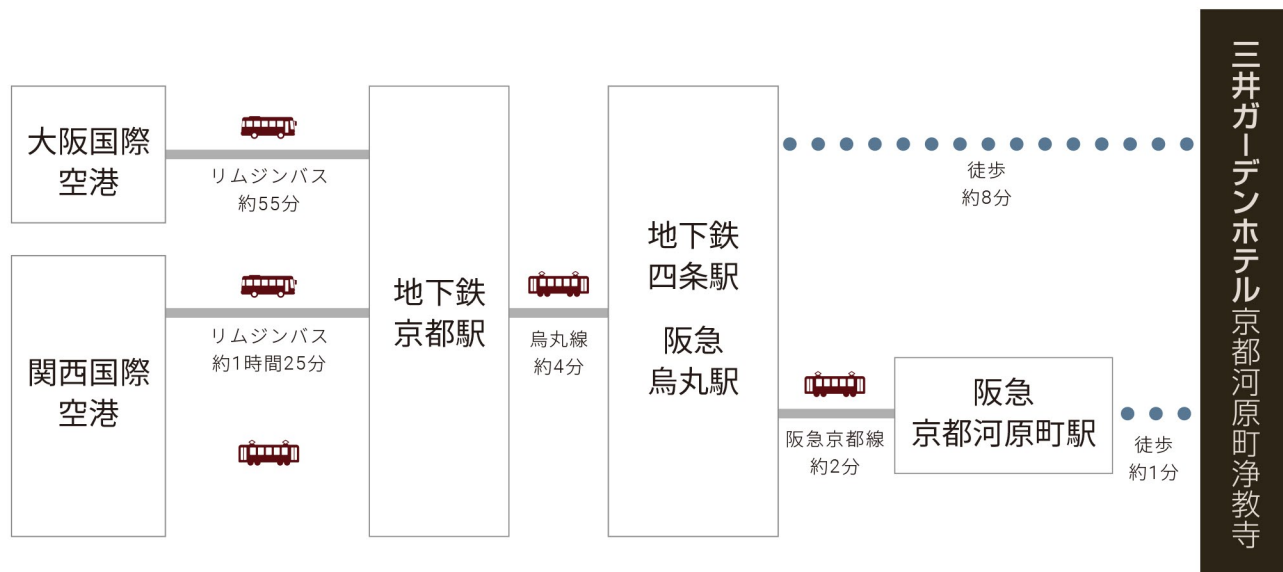 大阪国際
空港
リムジンバス
約55分
関西国際
空港
リムジンバス
約1時間25分
地下鉄
京都駅
烏丸線
約4分
地下鉄
四条駅
阪急
烏丸駅
徒歩
約8分
阪急京都線
約2分
阪急
京都河原町駅
徒歩
約1分
三井ガーデンホテル京都河原町浄教寺